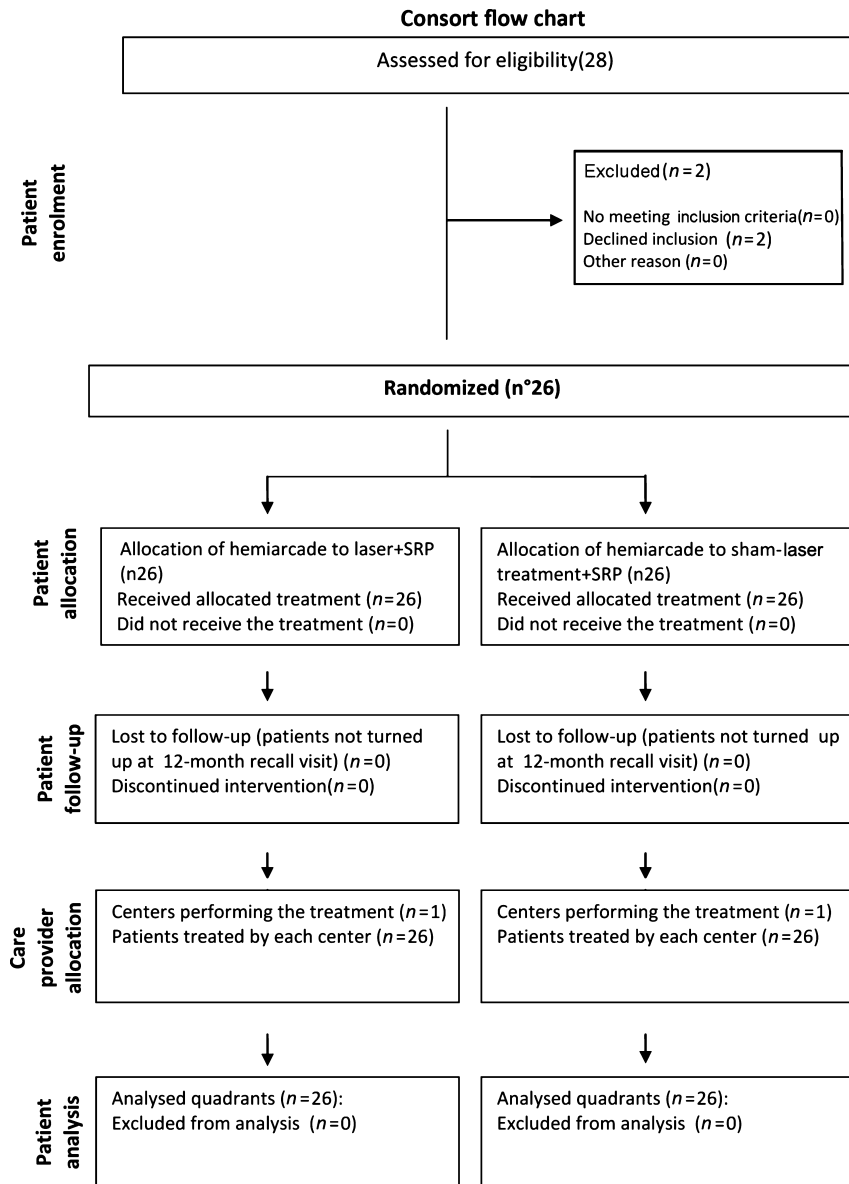 Consort flow chart
Assessed for eligibility(28)
Patient
enrolment
Excluded (n=2)
No meeting inclusion criteria(n=0)
Declined inclusion (n=2)
Other reason (n=0)
Randomized (n°26)
Patient
allocation
Allocation of hemiarcade to laser+SRP
(n26)
Received allocated treatment (n=26)
Did not receive the treatment (n=0)
Allocation of hemiarcade to sham-laser
treatment+SRP (n26)
Received allocated treatment (n=26)
Did not receive the treatment (n=0)
Patient
follow-up
Lost to follow-up (patients not turned
up at 12-month recall visit) (n=0)
Discontinued intervention(n=0)
Lost to follow-up (patients not turned up
at 12-month recall visit) (n=0)
Discontinued intervention(n=0)
Care
provider
allocation
Centers performing the treatment (n=1)
Patients treated by each center (n=26)
Centers performing the treatment (n=1)
Patients treated by each center (n=26)
Patient
analysis
Analysed quadrants (n=26):
Excluded from analysis (n=0)
Analysed quadrants (n=26):
Excluded from analysis (n=0)